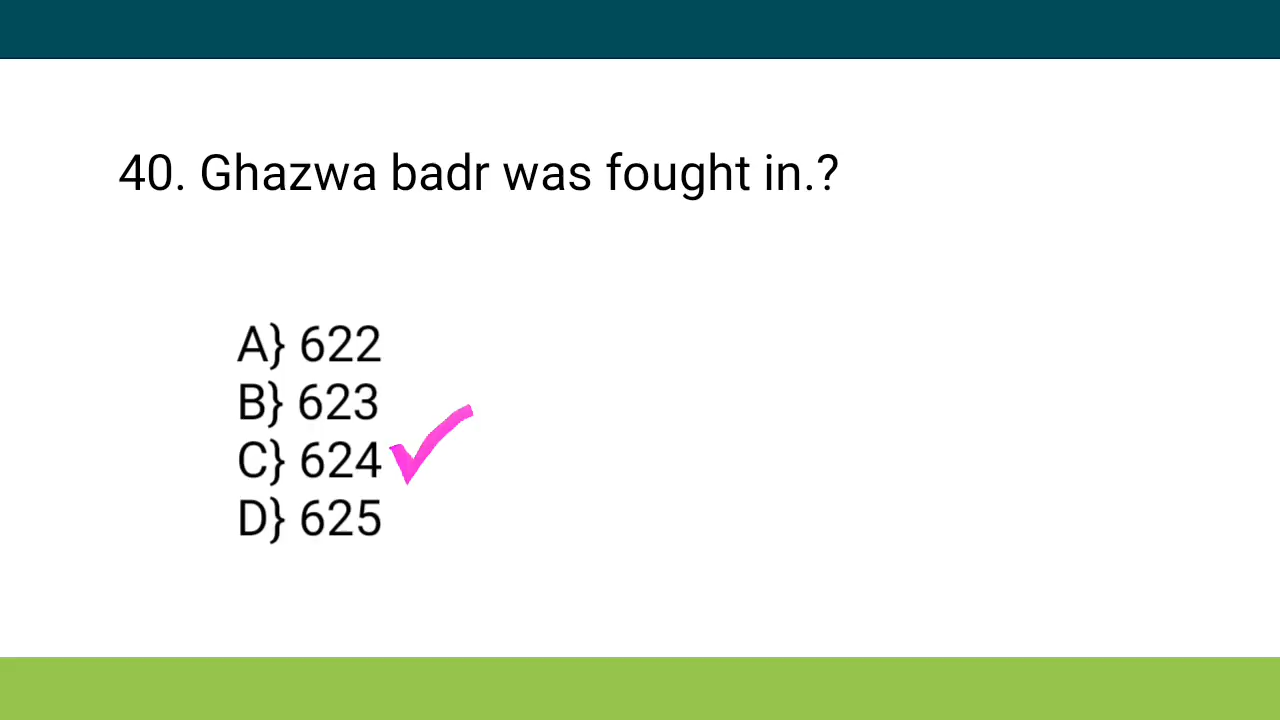 40. Ghazwa badr was fought in.?
A} 622
B} 623
C} 624
D} 625